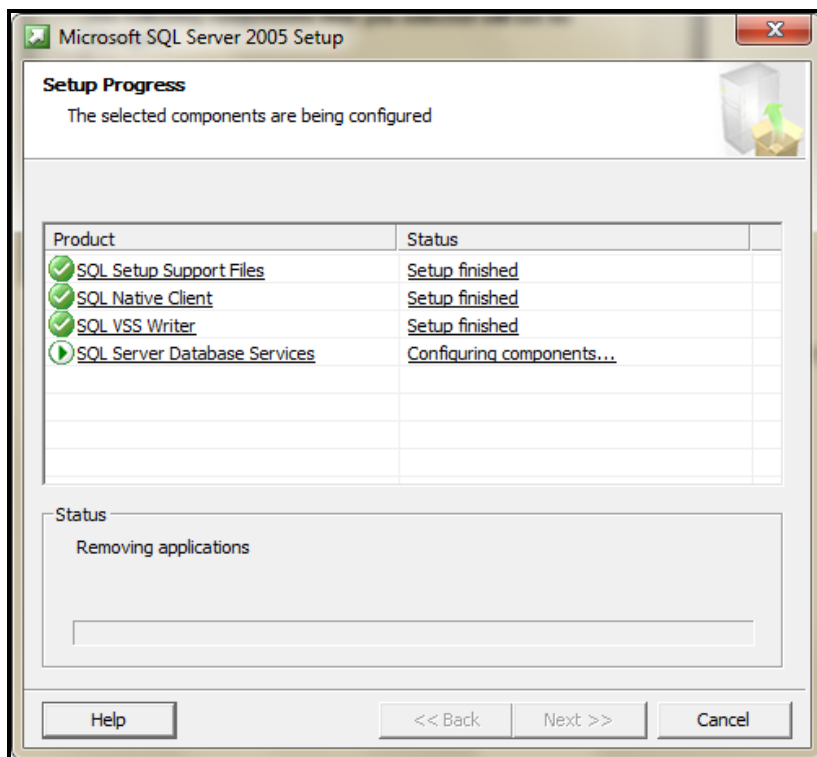 Microsoft SQL Server 2005 Setup
Setup Progress
The selected components are being configured
Product Status
SQL Setup Support Files Setup finished
SQL Native Client Setup finished
SQL VSS Writer Setup finished
SQL Server Database Services Configuring components...
Status
Removing applications
Help << Back Next >> Cancel